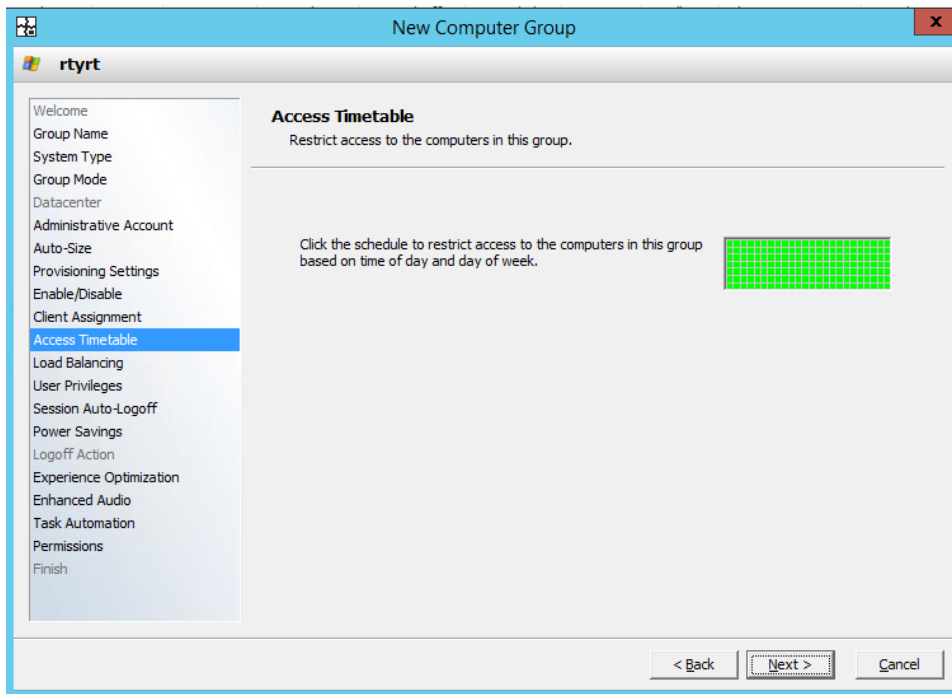 New Computer Group
x
rtyrt
Welcome
Group Name
System Type
Group Mode
Datacenter
Administrative Account
Auto-Size
Provisioning Settings
Enable/Disable
Client Assignment
Access Timetable
Load Balancing
User Privileges
Session Auto-Logoff
Power Savings
Logoff Action
Experience Optimization
Enhanced Audio
Task Automation
Permissions
Finish
Access Timetable
Restrict access to the computers in this group.
Click the schedule to restrict access to the computers in this group
based on time of day and day of week.
< Back
Next >
Cancel